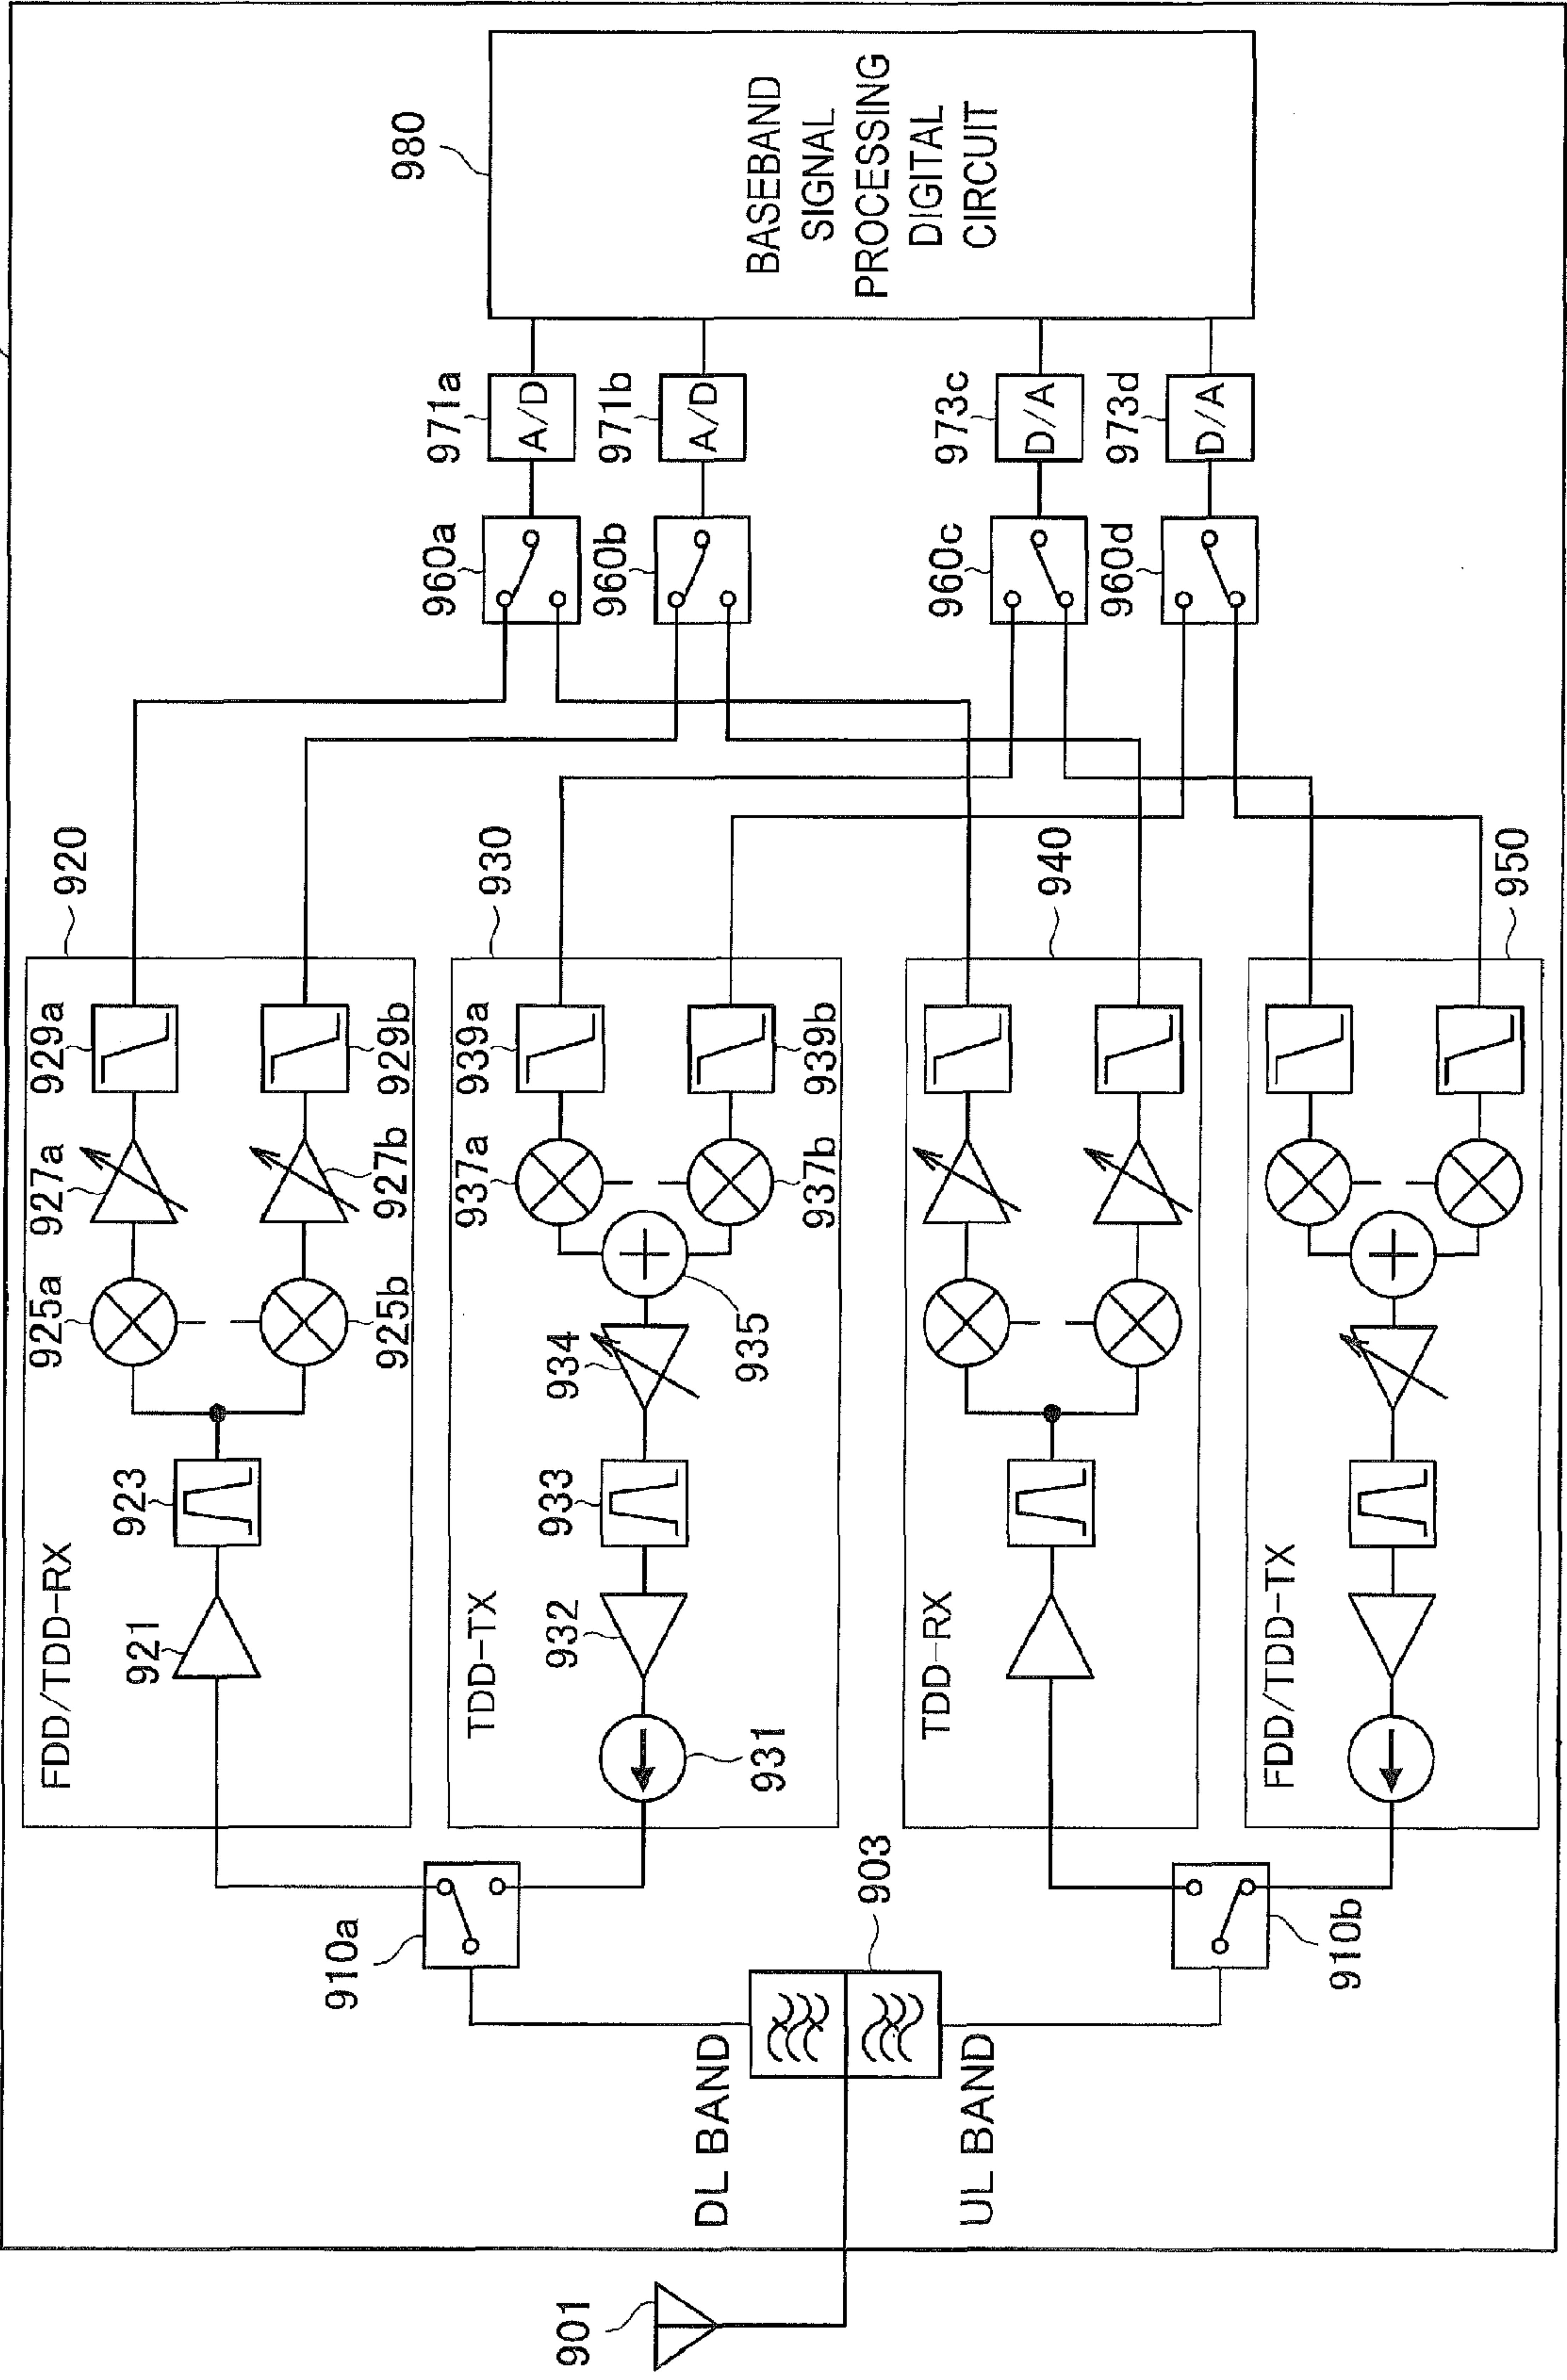 901
DL BAND
UL BAND
903
910a
910b
FDD/TDD-RX
920
921
923
925a
925b
927a
927b
929a
929b
TDD-TX
930
931
932
933
934
935
937a
937b
939a
939b
TDD-RX
940
FDD/TDD-TX
950
960a
960b
960c
960d
971a
A/D
971b
A/D
973c
D/A
973d
D/A
980
BASEBAND
SIGNAL
PROCESSING
DIGITAL
CIRCUIT